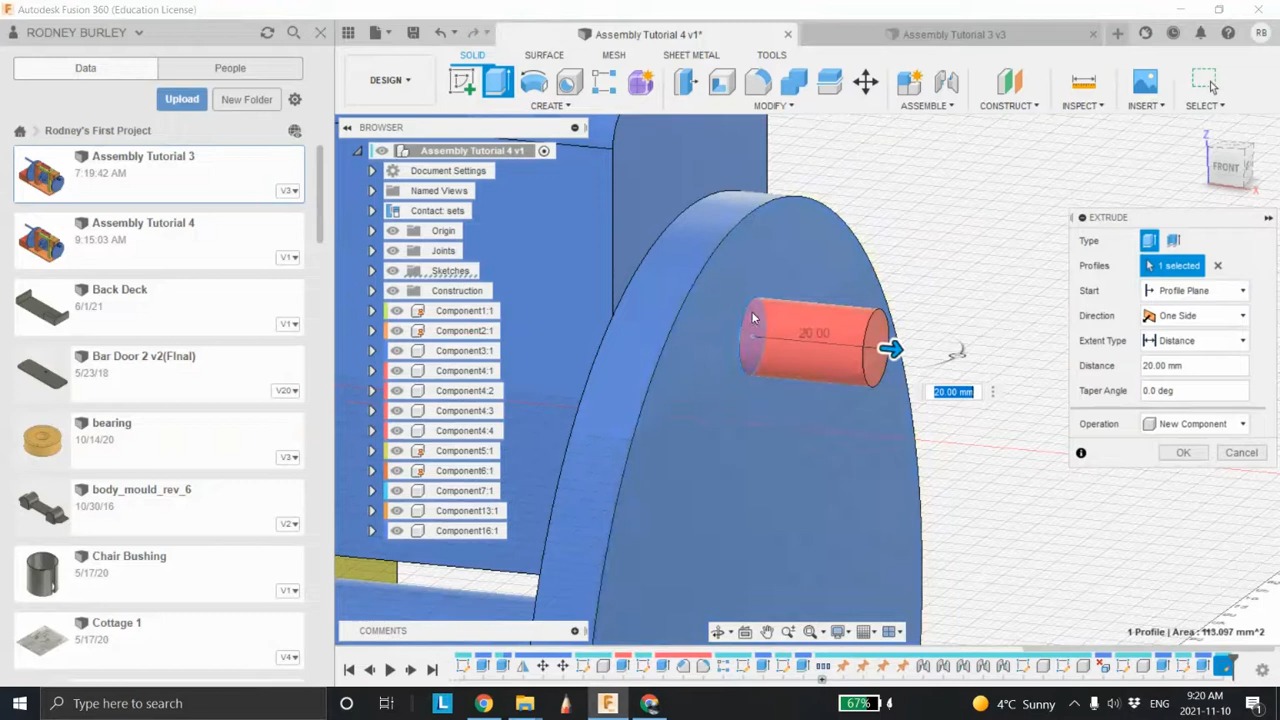 Autodesk Fusion 360 (Education License)
RODNEY BURLEY
Assembly Tutorial 4 v1*
Assembly Tutorial 3 v3
RB
Data
People
Upload
New Folder
Rodney's First Project
Assembly Tutorial 3
7:19:42 AM
V3
Assembly Tutorial 4
9:15:03 AM
V1
Back Deck
6/1/21
V1
Bar Door 2 v2(FInal)
5/23/18
V20
bearing
10/14/20
V3
body_mould_rev_6
10/30/16
V2
Chair Bushing
5/17/20
V1
Cottage 1
5/17/20
V4
DESIGN
SOLID
SURFACE
MESH
SHEET METAL
TOOLS
CREATE
MODIFY
ASSEMBLE
CONSTRUCT
INSPECT
INSERT
SELECT
BROWSER
Assembly Tutorial 4 v1
Document Settings
Named Views
Contact: sets
Origin
Joints
Sketches
Construction
Component1:1
Component2:1
Component3:1
Component4:1
Component4:2
Component4:3
Component4:4
Component5:1
Component6:1
Component7:1
Component13:1
Component16:1
20.00
20.00 mm
FRONT
Z
X
EXTRUDE
Type
Profiles
1 selected
Start
Profile Plane
Direction
One Side
Extent Type
Distance
Distance
20.00 mm
Taper Angle
0.0 deg
Operation
New Component
OK
Cancel
COMMENTS
1 Profile | Area : 113.097 mm^2
Type here to search
67%
4°C Sunny
ENG
9:20 AM
2021-11-10